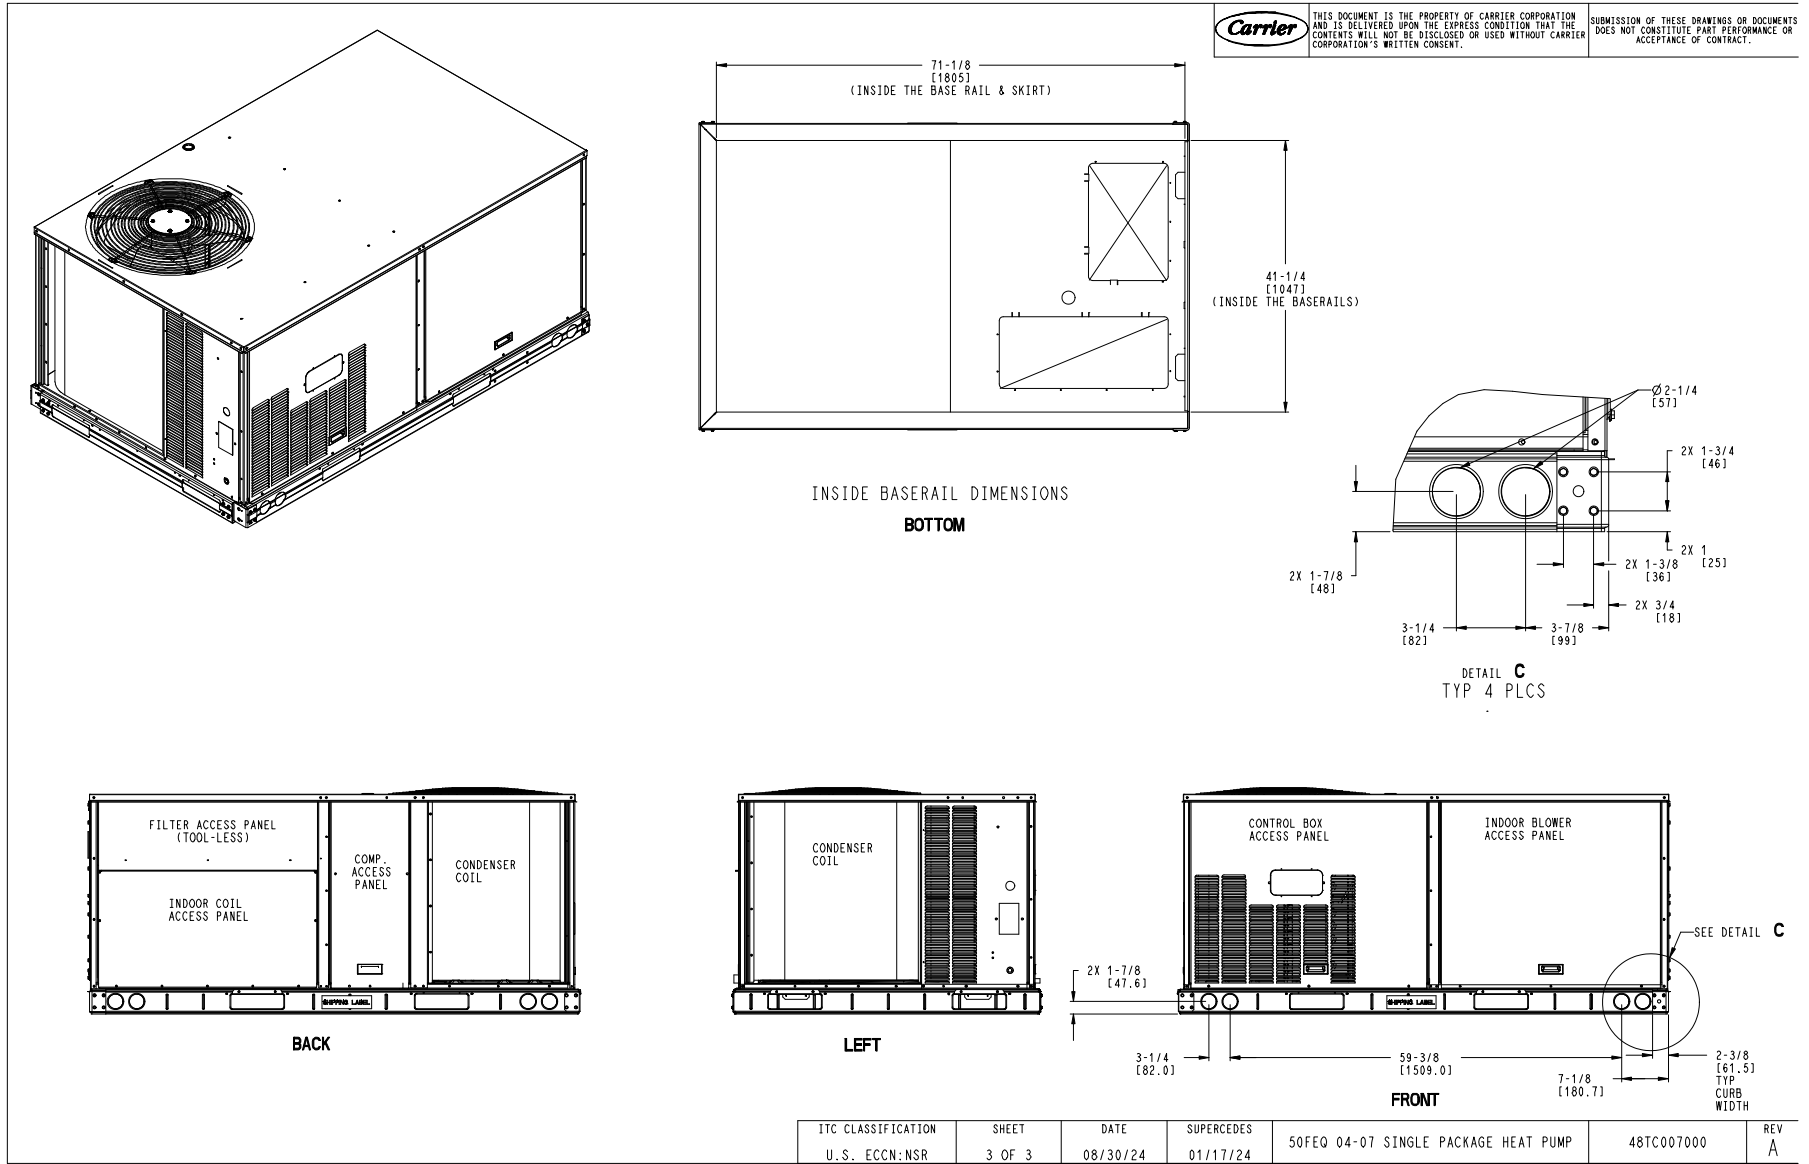 Carrier
THIS DOCUMENT IS THE PROPERTY OF CARRIER CORPORATION
AND IS DELIVERED UPON THE EXPRESS CONDITION THAT THE
CONTENTS WILL NOT BE DISCLOSED OR USED WITHOUT CARRIER
CORPORATION'S WRITTEN CONSENT.
SUBMISSION OF THESE DRAWINGS OR DOCUMENTS
DOES NOT CONSTITUTE PART PERFORMANCE OR
ACCEPTANCE OF CONTRACT.
71-1/8
[1805]
(INSIDE THE BASE RAIL & SKIRT)
41-1/4
[1047]
(INSIDE THE BASERAILS)
INSIDE BASERAIL DIMENSIONS
BOTTOM
Ø2-1/4
[57]
2X 1-3/4
[46]
2X 1
[25]
2X 1-3/8
[36]
2X 3/4
[18]
2X 1-7/8
[48]
3-1/4
[82]
3-7/8
[99]
DETAIL C
TYP 4 PLCS
FILTER ACCESS PANEL
(TOOL-LESS)
INDOOR COIL
ACCESS PANEL
COMP.
ACCESS
PANEL
CONDENSER
COIL
SHIPPING LABEL
BACK
CONDENSER
COIL
LEFT
2X 1-7/8
[47.6]
CONTROL BOX
ACCESS PANEL
INDOOR BLOWER
ACCESS PANEL
SHIPPING LABEL
SEE DETAIL C
3-1/4
[82.0]
59-3/8
[1509.0]
7-1/8
[180.7]
2-3/8
[61.5]
TYP
CURB
WIDTH
FRONT
ITC CLASSIFICATION
U.S. ECCN:NSR
SHEET
3 OF 3
DATE
08/30/24
SUPERCEDES
01/17/24
50FEQ 04-07 SINGLE PACKAGE HEAT PUMP
48TC007000
REV
A